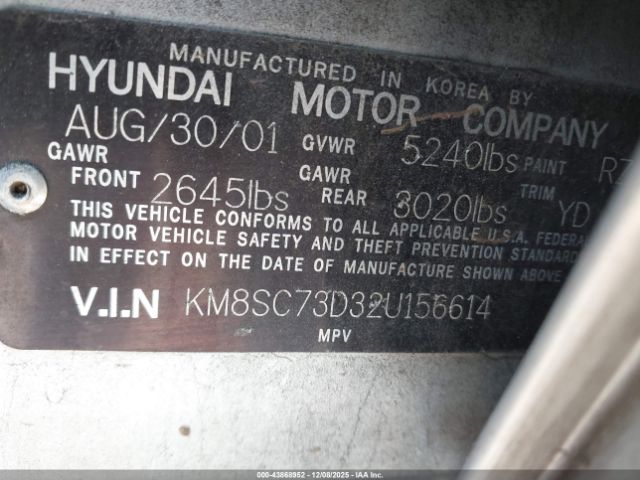 MANUFACTURED IN KOREA BY
HYUNDAI MOTOR COMPANY
AUG/30/01 GVWR 5240lbs PAINT
GAWR FRONT 2645lbs GAWR REAR 3020lbs TRIM YD
THIS VEHICLE CONFORMS TO ALL APPLICABLE U.S.A. FEDERA
MOTOR VEHICLE SAFETY AND THEFT PREVENTION STANDARD
IN EFFECT ON THE DATE OF MANUFACTURE SHOWN ABOVE
V.I.N KM8SC73D32U156614
MPV
000-43868952 | 12/08/2025 - IAA Inc.